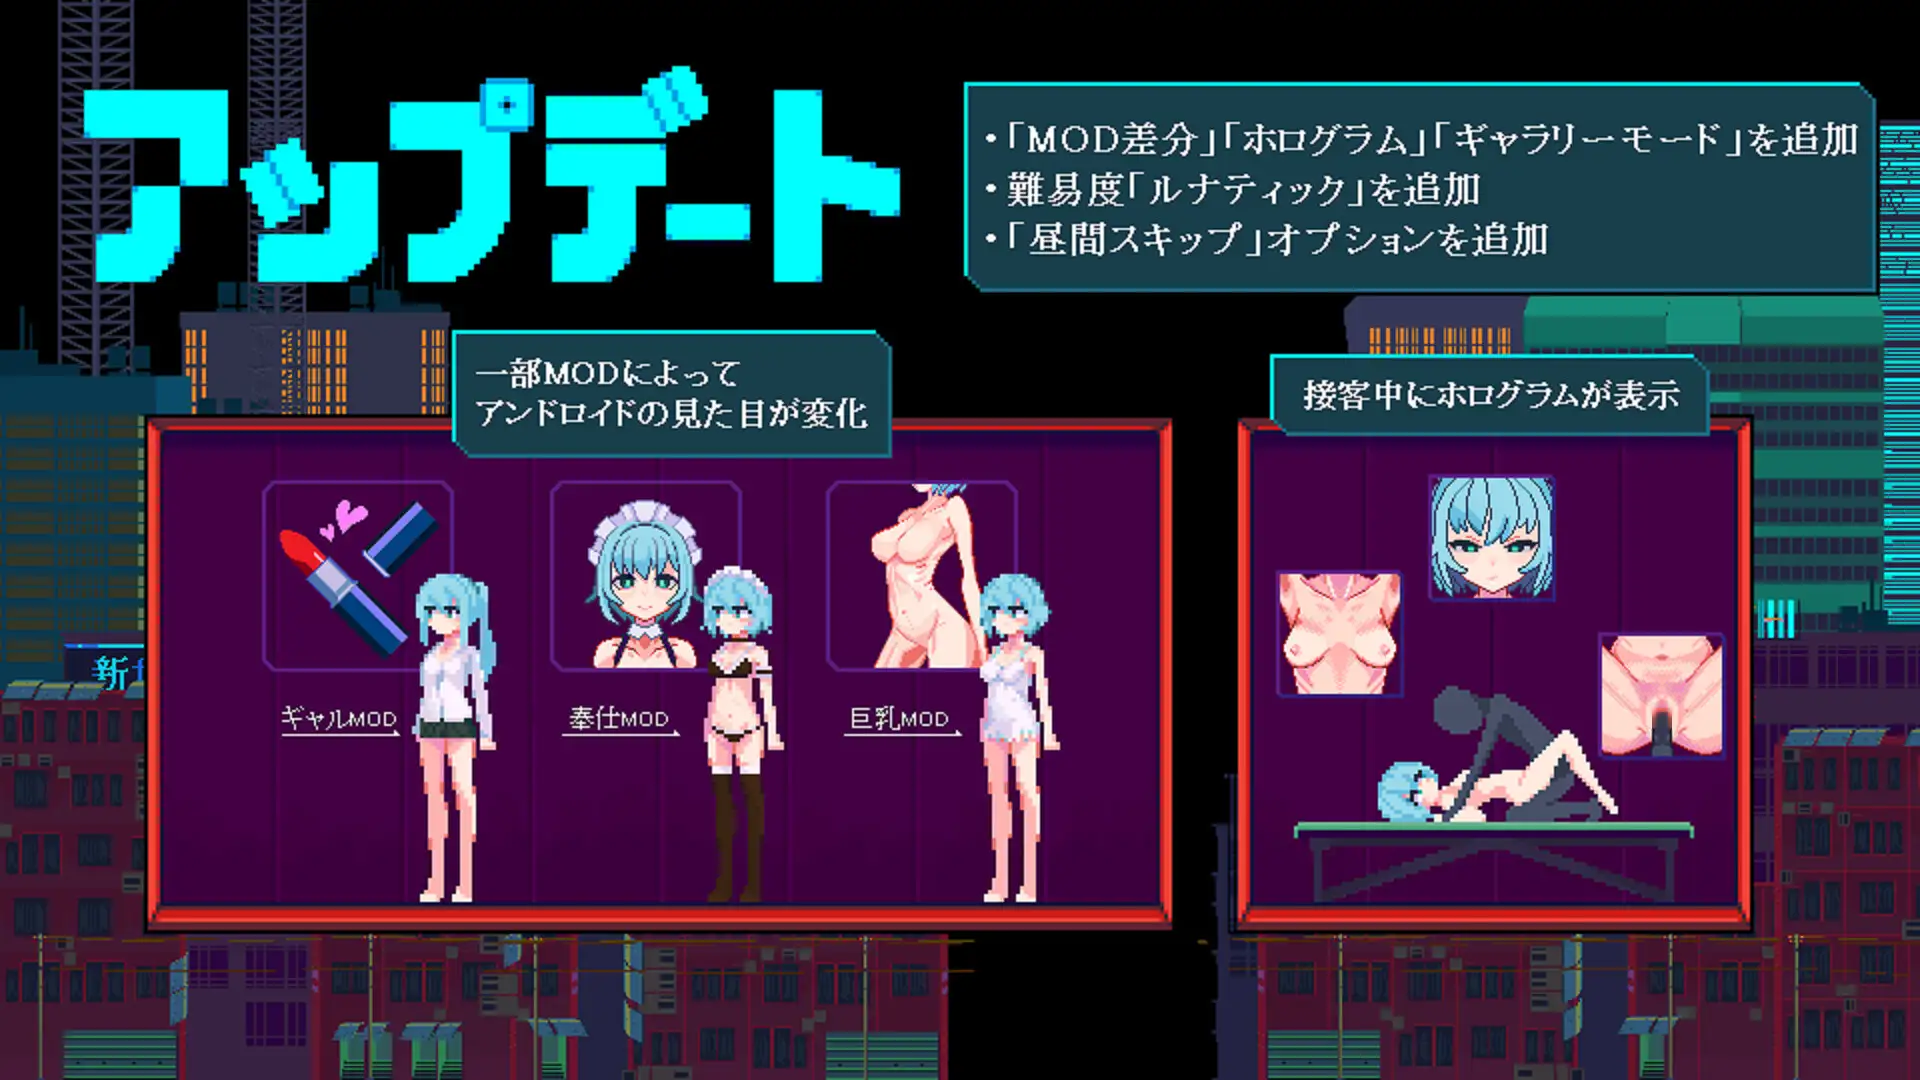 アップデート
・「MOD差分」「ホログラム」「ギャラリーモード」を追加
・難易度「ルナティック」を追加
・「昼間スキップ」オプションを追加
一部MODによって
アンドロイドの見た目が変化
接客中にホログラムが表示
ギャルMOD
奉仕MOD
巨乳MOD
新